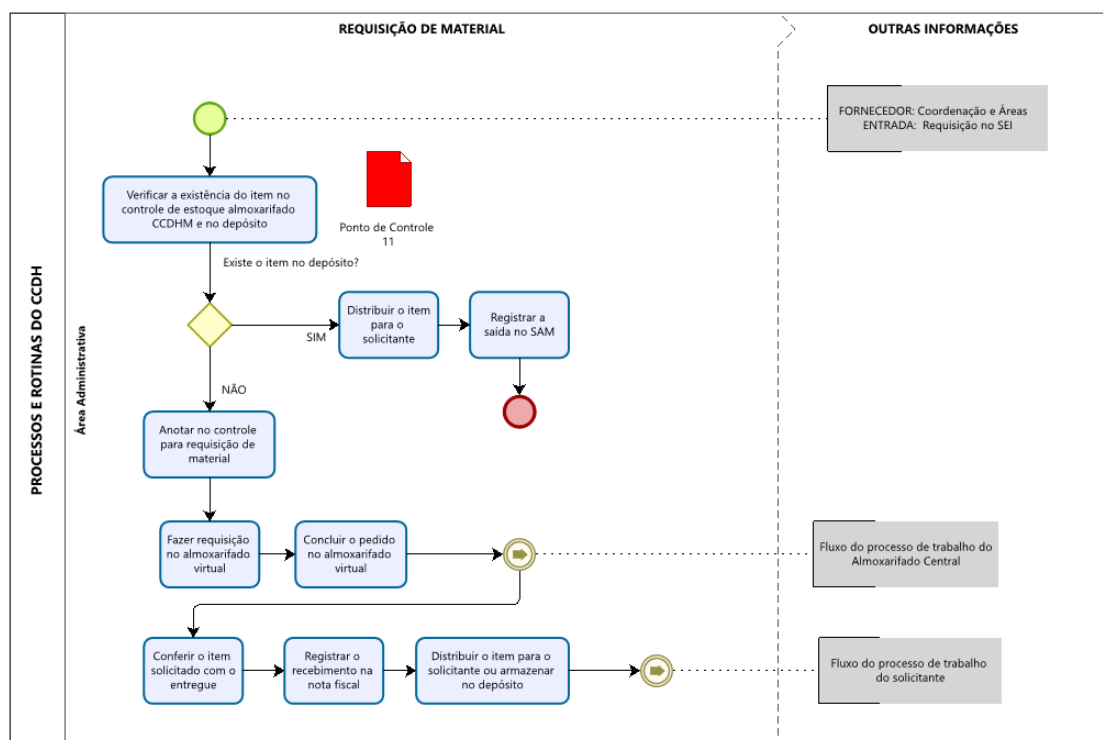 REQUISIÇÃO DE MATERIAL
OUTRAS INFORMAÇÕES
PROCESSOS E ROTINAS DO CCDH
Área Administrativa
FORNECEDOR: Coordenação e Áreas
ENTRADA: Requisição no SEI
Verificar a existência do item no
controle de estoque almoxarifado
CCDHM e no depósito
Ponto de Controle
11
Existe o item no depósito?
SIM
Distribuir o item
para o
solicitante
Registrar a
saída no SAM
NÃO
Anotar no controle
para requisição de
material
Fazer requisição
no almoxarifado
virtual
Concluir o pedido
no almoxarifado
virtual
Fluxo do processo de trabalho do
Almoxarifado Central
Conferir o item
solicitado com o
entregue
Registrar o
recebimento na
nota fiscal
Distribuir o item para o
solicitante ou armazenar
no depósito
Fluxo do processo de trabalho
do solicitante